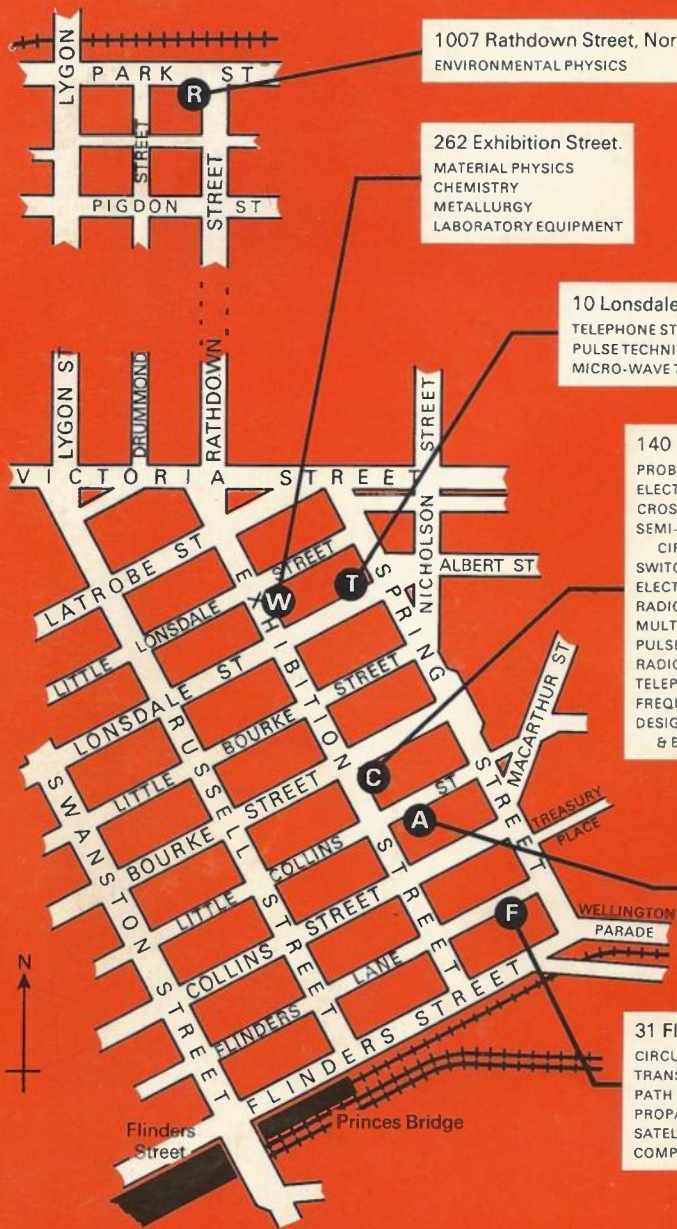 LYGON
PARK ST
R
STREET
STREET
PIGDON ST
1007 Rathdown Street, Nor
ENVIRONMENTAL PHYSICS
262 Exhibition Street.
MATERIAL PHYSICS
CHEMISTRY
METALLURGY
LABORATORY EQUIPMENT
10 Lonsdale
TELEPHONE ST
PULSE TECHNI
MICRO-WAVE
LYGON ST
DRUMMOND
RATHDOWN
NICHOLSON STREET
VICTORIA STREET
140
PROB
ELECT
CROS
SEMI-
CIR
SWITC
ELECT
RADIO
MULT
PULSE
RADIO
TELEP
FREQU
DESIG
& E
LATROBE ST
LITTLE LONSDALE STREET
W
T
ALBERT ST
EXHIBITION STREET
SPRING STREET
LONSDALE ST
LITTLE BOURKE STREET
RUSSELL STREET
SWANSTON STREET
BOURKE STREET
C
MACARTHUR ST
LITTLE COLLINS ST
A
TREASURY
PLACE
COLLINS STREET
F
WELLINGTON
PARADE
FLINDERS LANE
FLINDERS STREET
N
31 Fl
CIRCU
TRANS
PATH
PROPA
SATEL
COMP
Flinders
Street
Princes Bridge